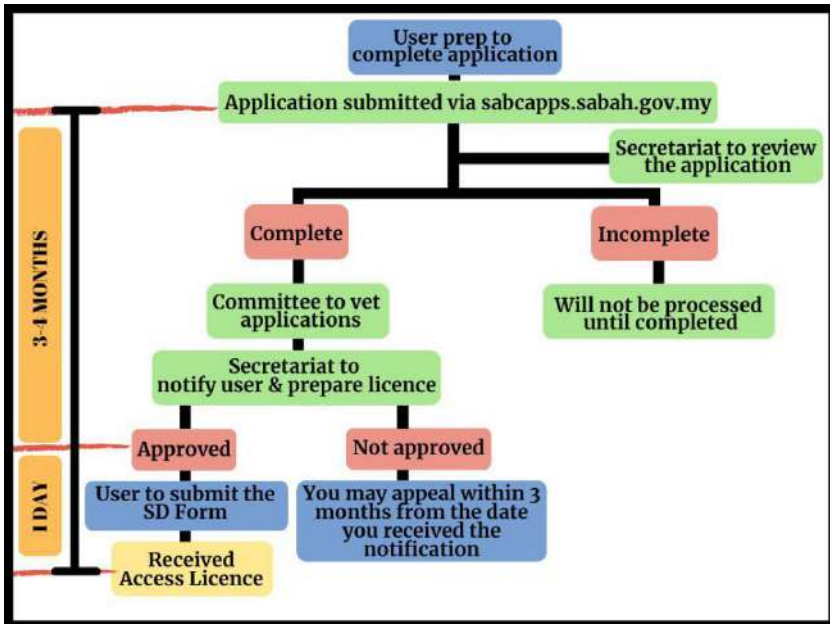 User prep to
complete application
Application submitted via sabcapps.sabah.gov.my
Secretariat to review
the application
Complete
Incomplete
Committee to vet
applications
Will not be processed
until completed
3-4 MONTHS
Secretariat to
notify user & prepare licence
Approved
Not approved
1 DAY
User to submit the
SD Form
You may appeal within 3
months from the date
you received the
notification
Received
Access Licence